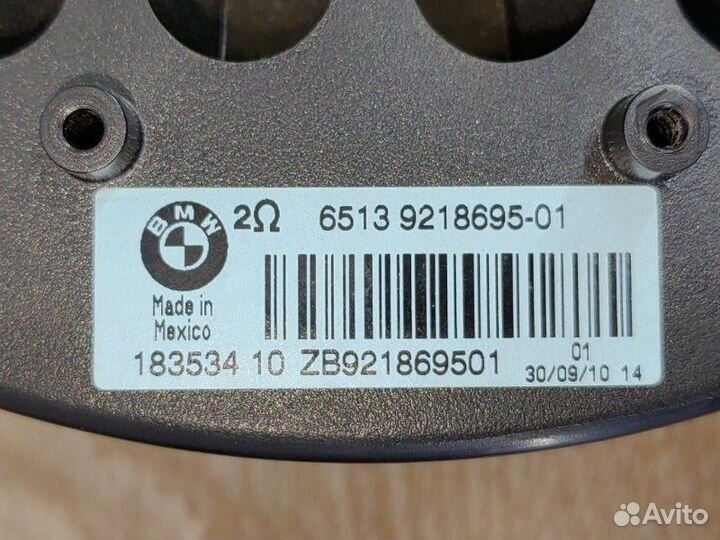 BMW
2Ω 6513 9218695-01
Made in
Mexico
183534 10 ZB921869501
01
30/09/10 14
Avito